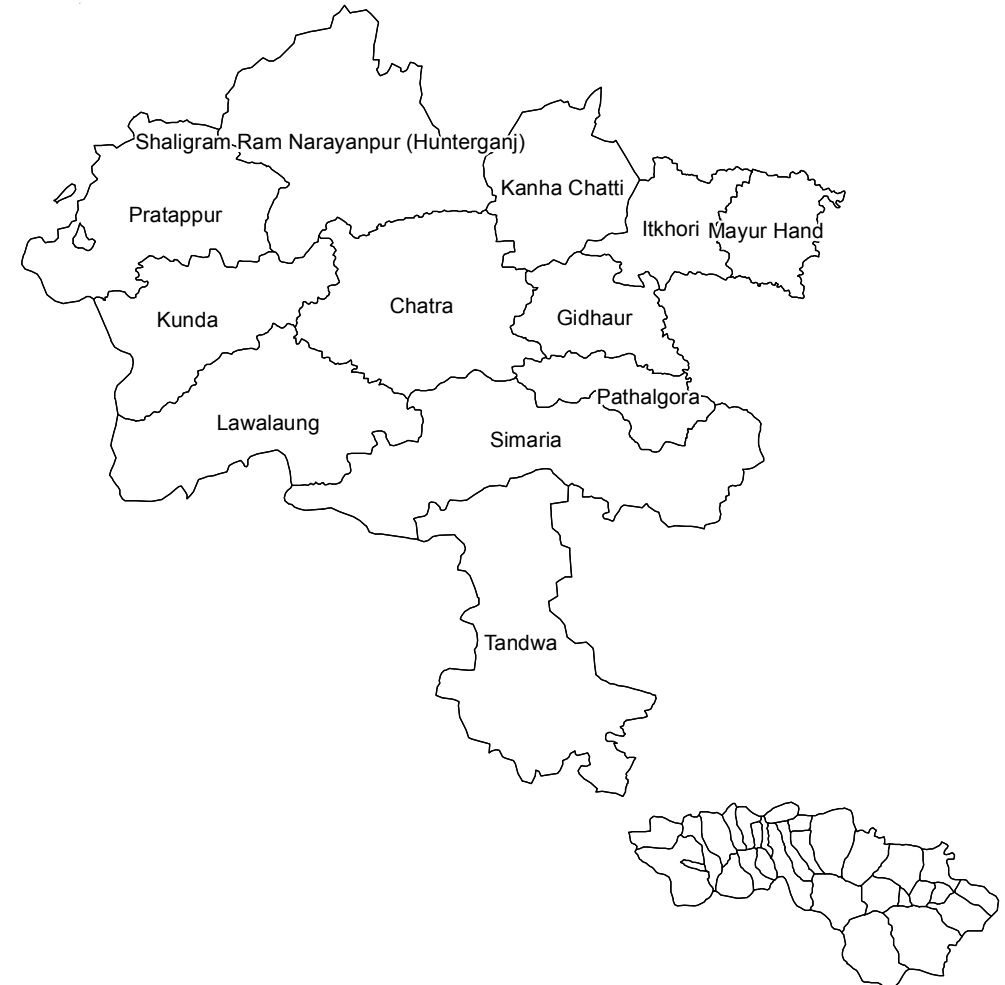 Shaligram Ram Narayanpur (Hunterganj)
Kanha Chatti
Pratappur
Itkhori
Mayur Hand
Chatra
Gidhaur
Kunda
Pathalgora
Lawalaung
Simaria
Tandwa